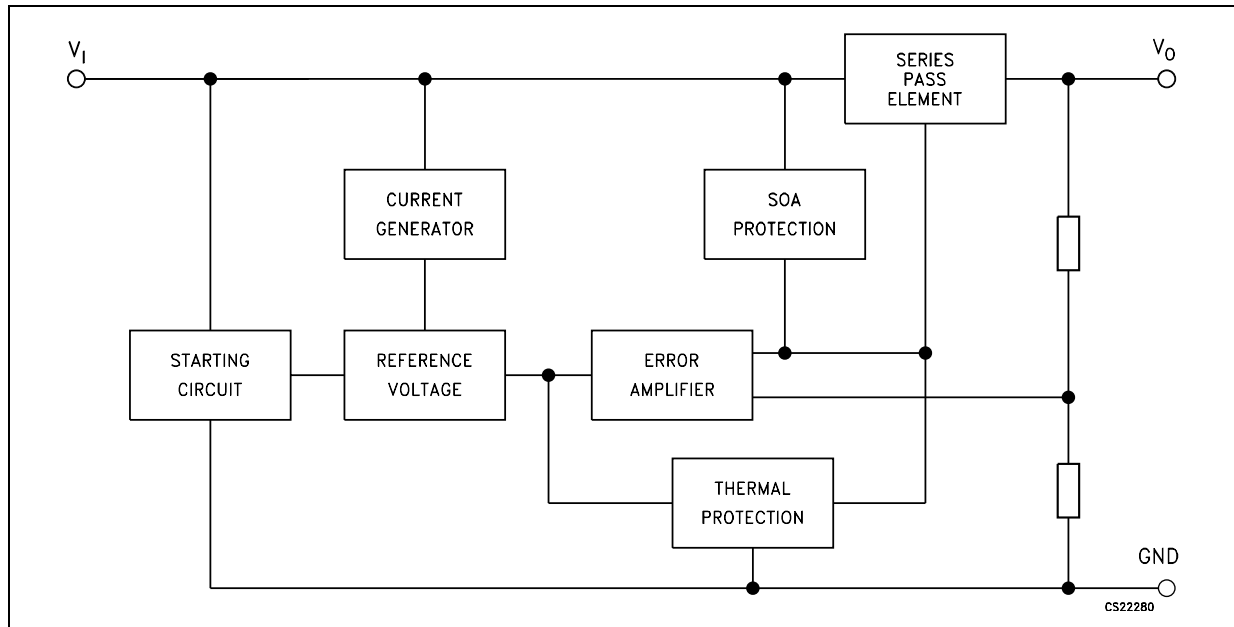 V_I
V_O
SERIES
PASS
ELEMENT
CURRENT
GENERATOR
SOA
PROTECTION
STARTING
CIRCUIT
REFERENCE
VOLTAGE
ERROR
AMPLIFIER
THERMAL
PROTECTION
GND
CS22280